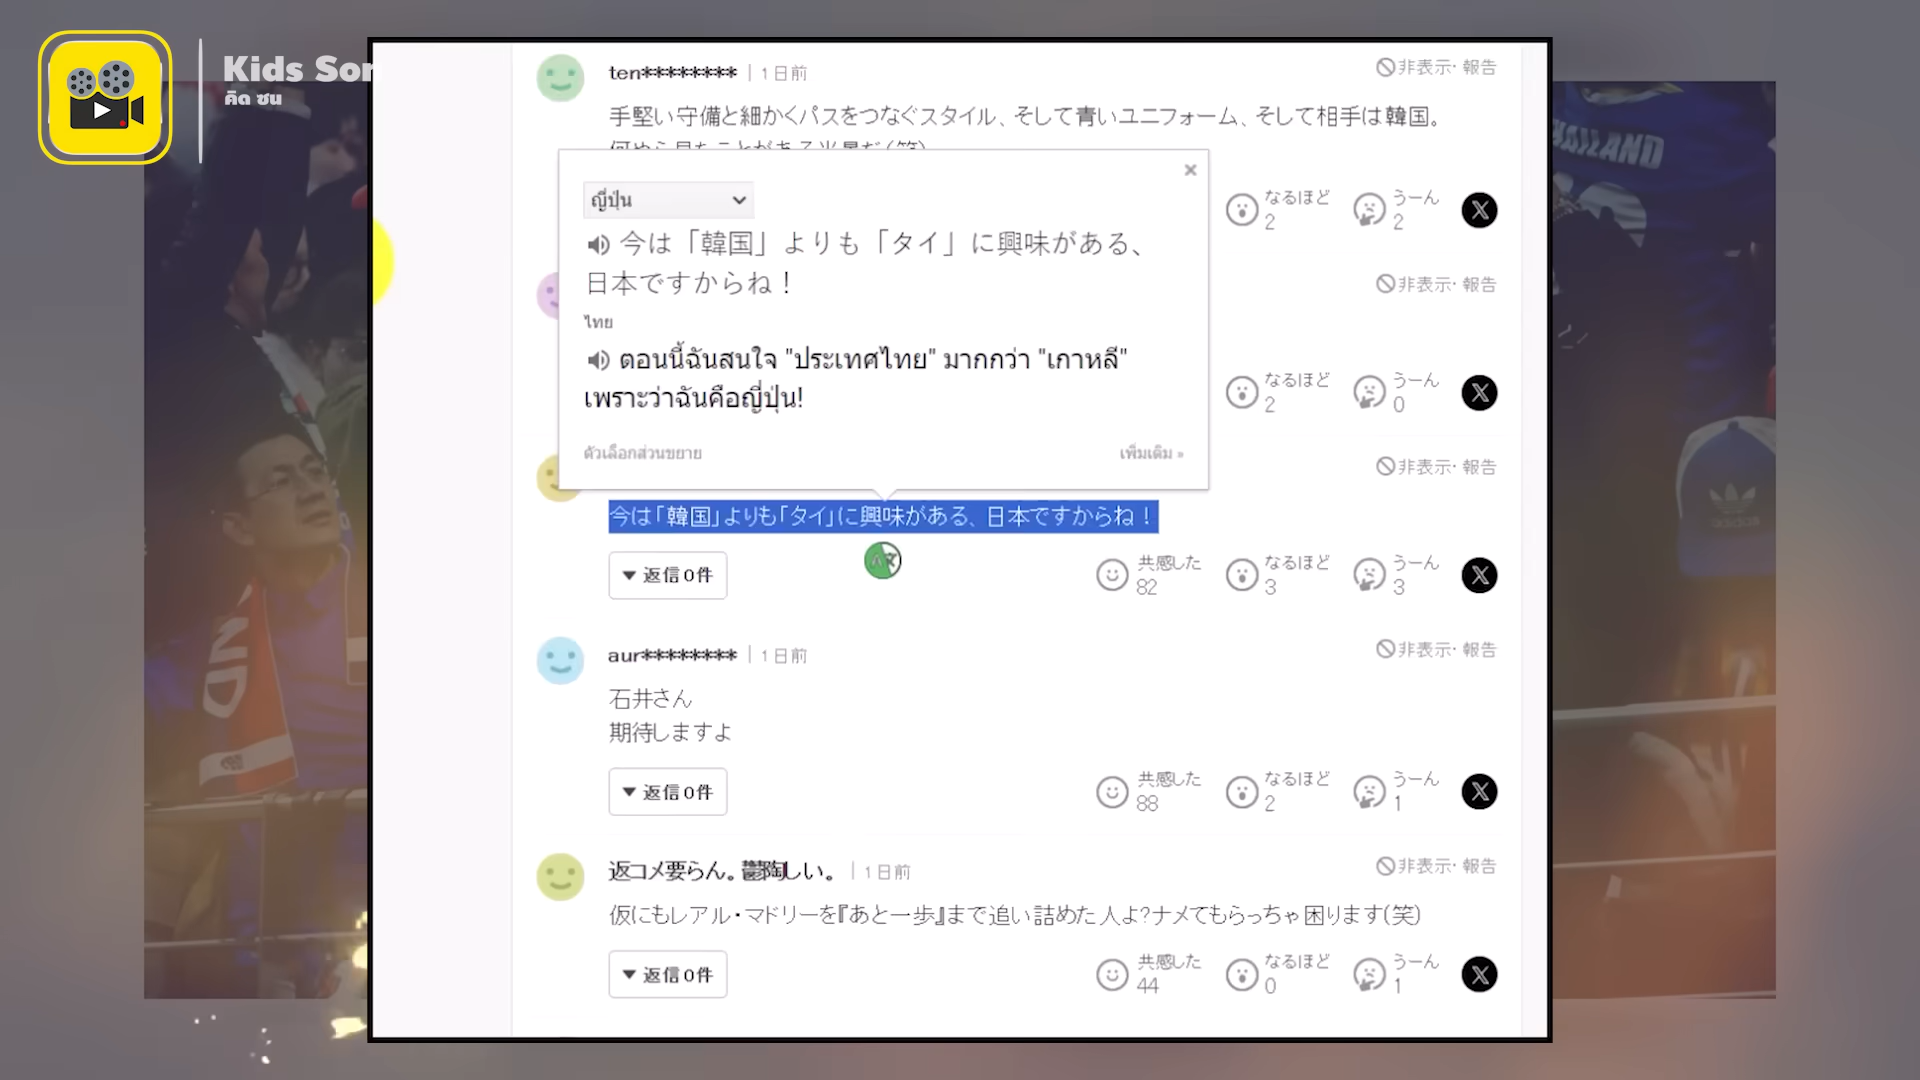 Kids Son
คิด ซน
ten******** | 1日前
非表示・報告
手堅い守備と細かくパスをつなぐスタイル、そして青いユニフォーム、そして相手は韓国。
ญี่ปุ่น
今は「韓国」よりも「タイ」に興味がある、
日本ですからね！
ไทย
ตอนนี้ฉันสนใจ "ประเทศไทย" มากกว่า "เกาหลี"
เพราะว่าฉันคือญี่ปุ่น!
ตัวเลือกส่วนขยาย
เพิ่มเติม »
なるほど
2
うーん
2
非表示・報告
なるほど
2
うーん
0
非表示・報告
今は「韓国」よりも「タイ」に興味がある、日本ですからね！
返信0件
共感した
82
なるほど
3
うーん
3
aur******** | 1日前
非表示・報告
石井さん
期待しますよ
返信0件
共感した
88
なるほど
2
うーん
1
返コメ要らん。鬱陶しい。 | 1日前
非表示・報告
仮にもレアル・マドリーを『あと一歩』まで追い詰めた人よ?ナメてもらっちゃ困ります(笑)
返信0件
共感した
44
なるほど
0
うーん
1
THAILAND
adidas